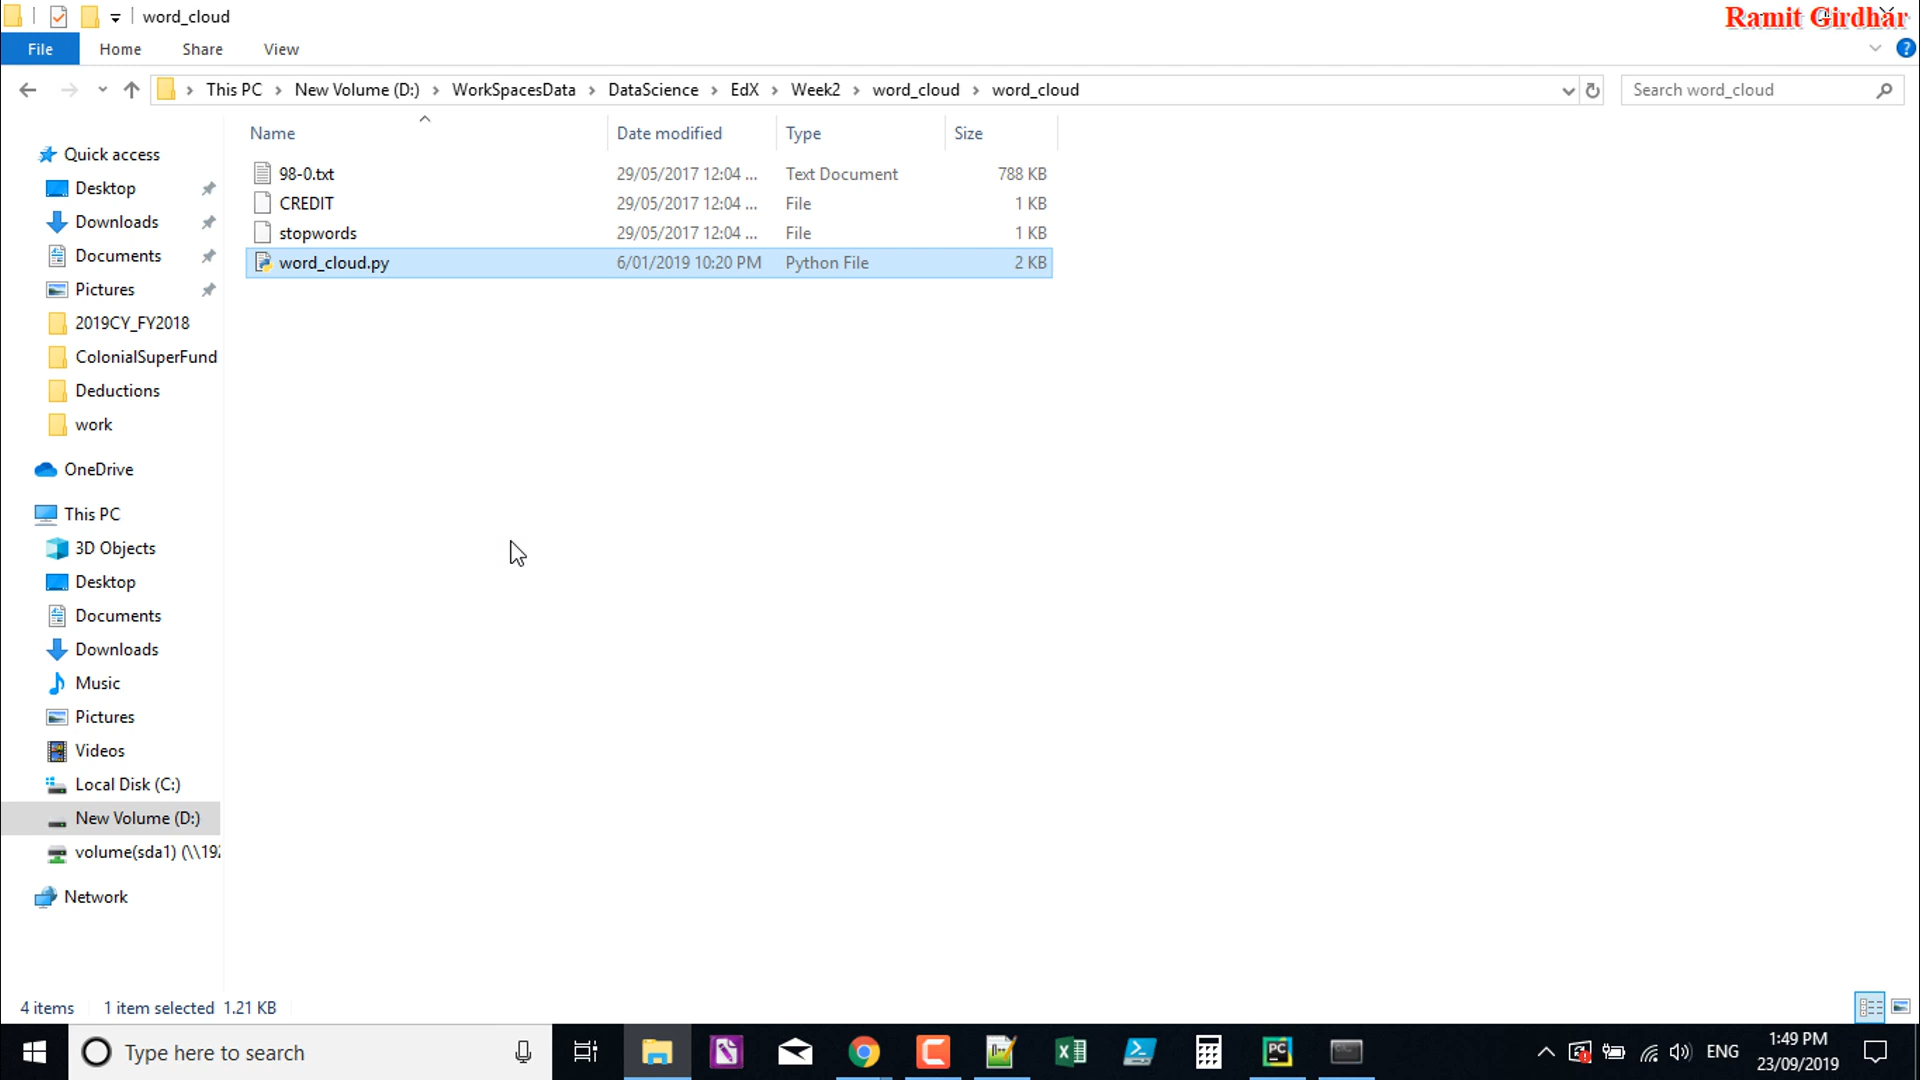 word_cloud
Ramit Girdhar
File Home Share View
This PC New Volume (D:) WorkSpacesData DataScience EdX Week2 word_cloud word_cloud
Search word_cloud
Name Date modified Type Size
98-0.txt 29/05/2017 12:04 ... Text Document 788 KB
CREDIT 29/05/2017 12:04 ... File 1 KB
stopwords 29/05/2017 12:04 ... File 1 KB
word_cloud.py 6/01/2019 10:20 PM Python File 2 KB
Quick access
Desktop
Downloads
Documents
Pictures
2019CY_FY2018
ColonialSuperFund
Deductions
work
OneDrive
This PC
3D Objects
Desktop
Documents
Downloads
Music
Pictures
Videos
Local Disk (C:)
New Volume (D:)
volume(sda1) (\\192
Network
4 items 1 item selected 1.21 KB
Type here to search
PC
ENG
1:49 PM
23/09/2019